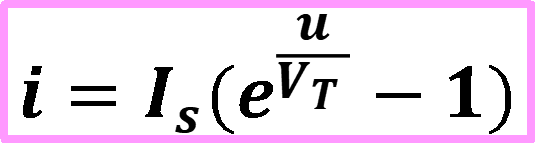 i = I_s(e^{u/V_T} − 1)